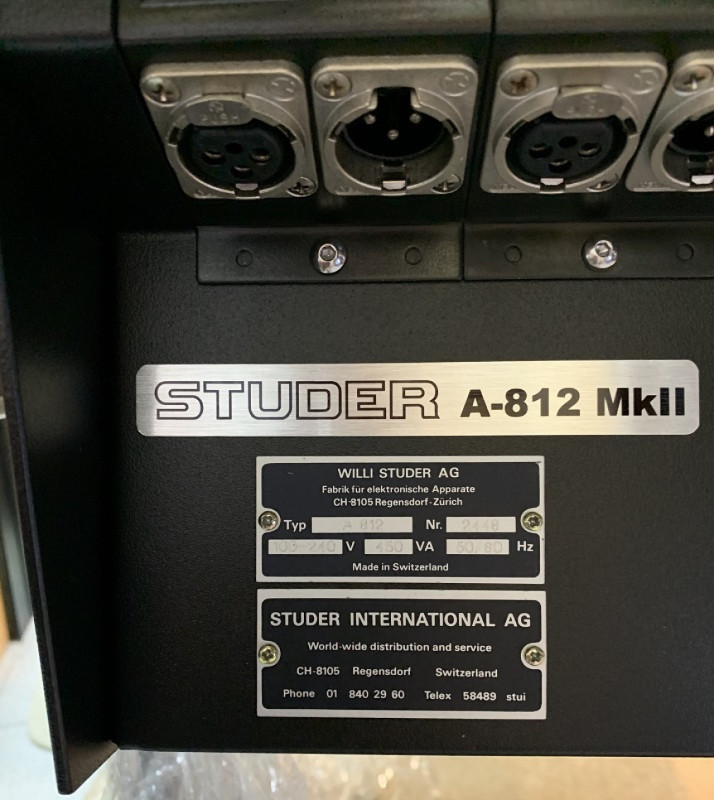 PUSH
STUDER A-812 MkII
WILLI STUDER AG
Fabrik für elektronische Apparate
CH-8105 Regensdorf-Zürich
Typ A 812 Nr. 2448
100-240 V 450 VA 50/60 Hz
Made in Switzerland
STUDER INTERNATIONAL AG
World-wide distribution and service
CH-8105 Regensdorf Switzerland
Phone 01 840 29 60 Telex 58489 stui